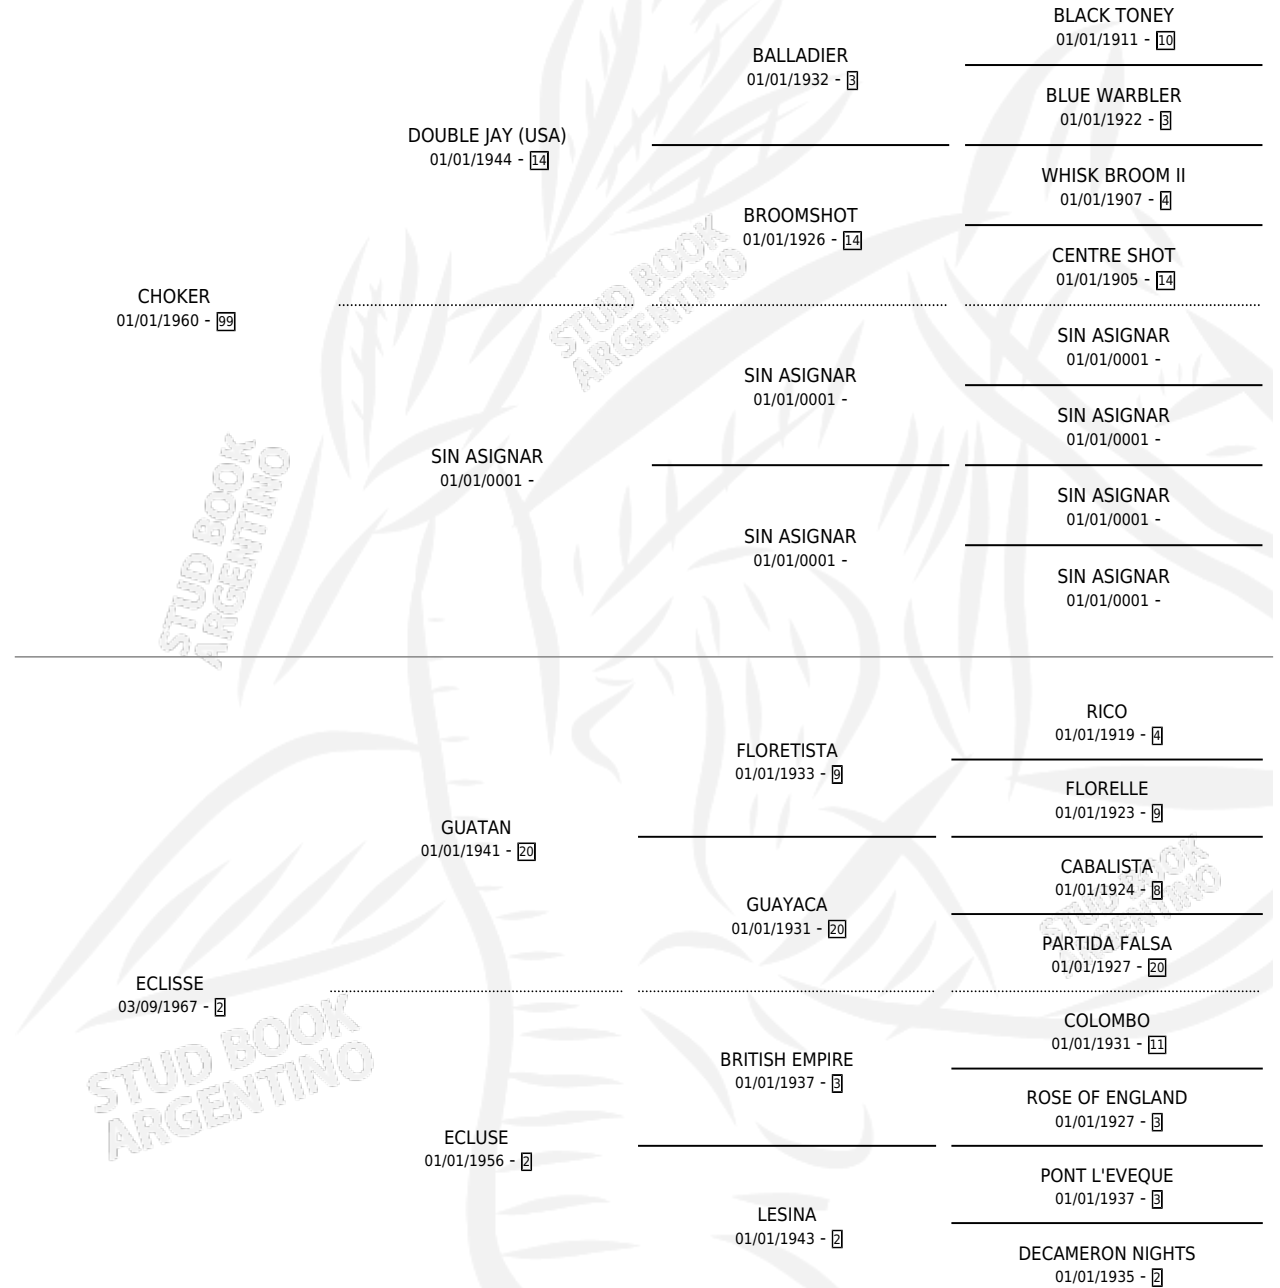 BLACK TONEY
01/01/1911 - 10
BALLADIER
01/01/1932 - 3
BLUE WARBLER
01/01/1922 - 3
DOUBLE JAY (USA)
01/01/1944 - 14
WHISK BROOM II
01/01/1907 - 4
BROOMSHOT
01/01/1926 - 14
CENTRE SHOT
01/01/1905 - 14
CHOKER
01/01/1960 - 99
STUD BOOK
ARGENTINO
SIN ASIGNAR
01/01/0001 -
SIN ASIGNAR
01/01/0001 -
SIN ASIGNAR
01/01/0001 -
SIN ASIGNAR
01/01/0001 -
SIN ASIGNAR
01/01/0001 -
SIN ASIGNAR
01/01/0001 -
SIN ASIGNAR
01/01/0001 -
STUD BOOK
ARGENTINO
RICO
01/01/1919 - 4
FLORETISTA
01/01/1933 - 9
FLORELLE
01/01/1923 - 9
GUATAN
01/01/1941 - 20
CABALISTA
01/01/1924 - 8
GUAYACA
01/01/1931 - 20
STUD BOOK
ARGENTINO
PARTIDA FALSA
01/01/1927 - 20
ECLISSE
03/09/1967 - 2
COLOMBO
01/01/1931 - 11
BRITISH EMPIRE
01/01/1937 - 3
STUD BOOK
ARGENTINO
ROSE OF ENGLAND
01/01/1927 - 3
ECLUSE
01/01/1956 - 2
PONT L'EVEQUE
01/01/1937 - 3
LESINA
01/01/1943 - 2
DECAMERON NIGHTS
01/01/1935 - 2